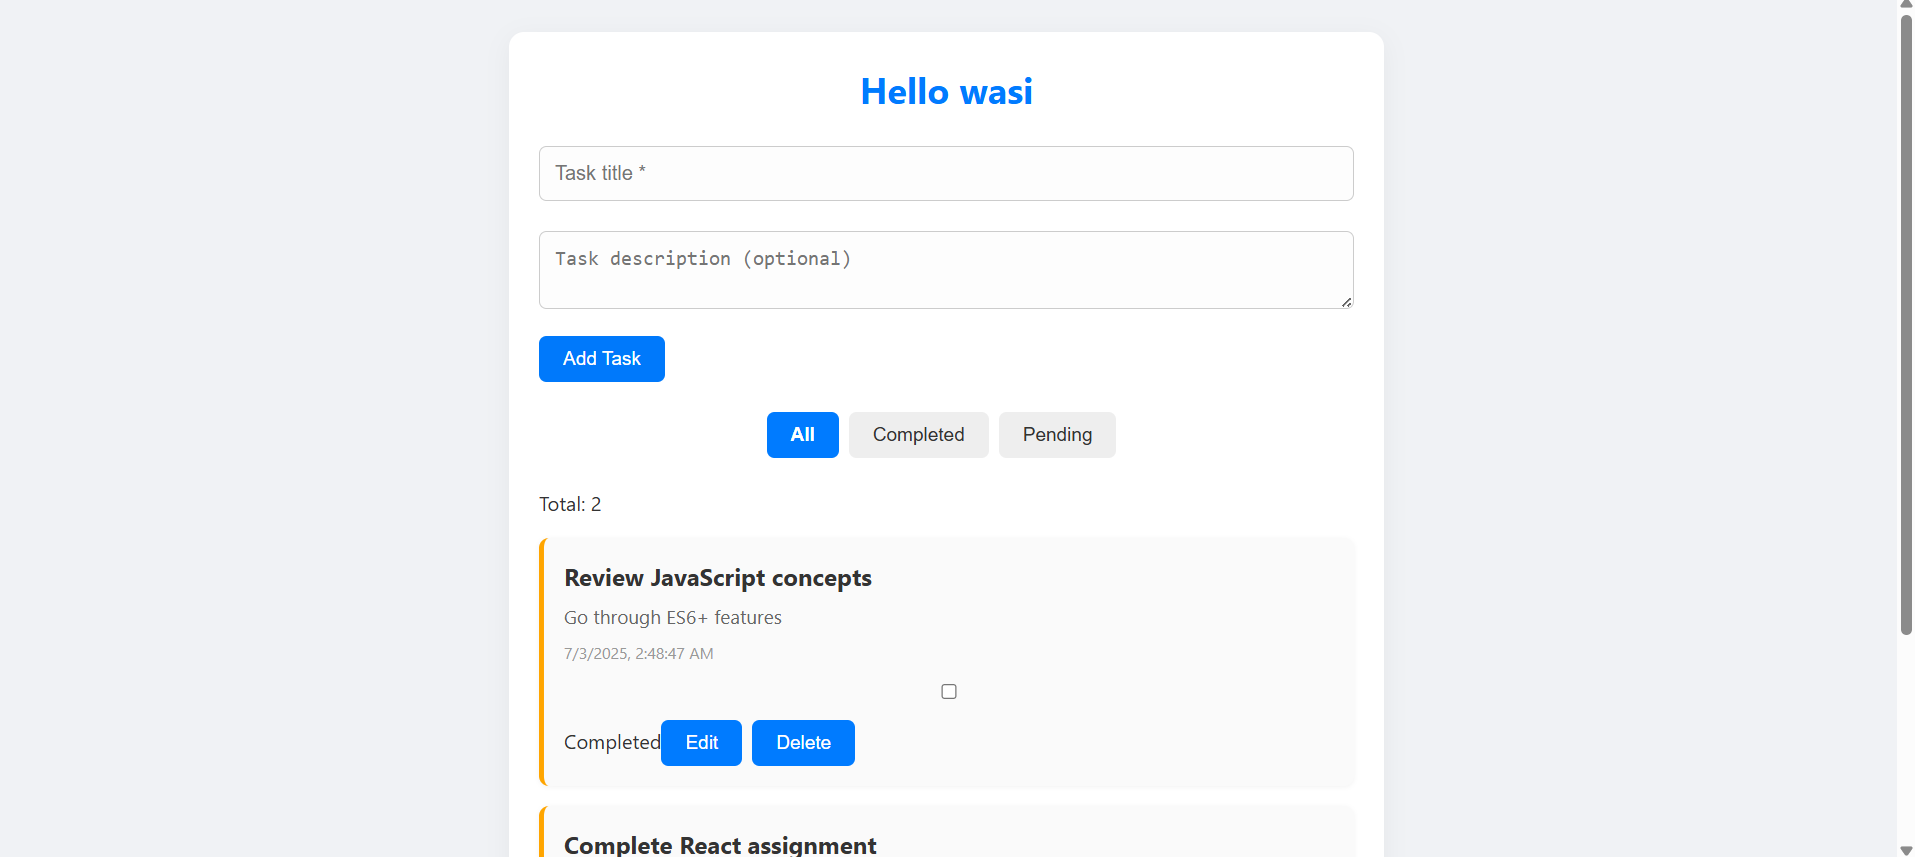 Hello wasi
Task title *
Task description (optional)
Add Task
All Completed Pending
Total: 2
Review JavaScript concepts
Go through ES6+ features
7/3/2025, 2:48:47 AM
Completed Edit Delete
Complete React assignment